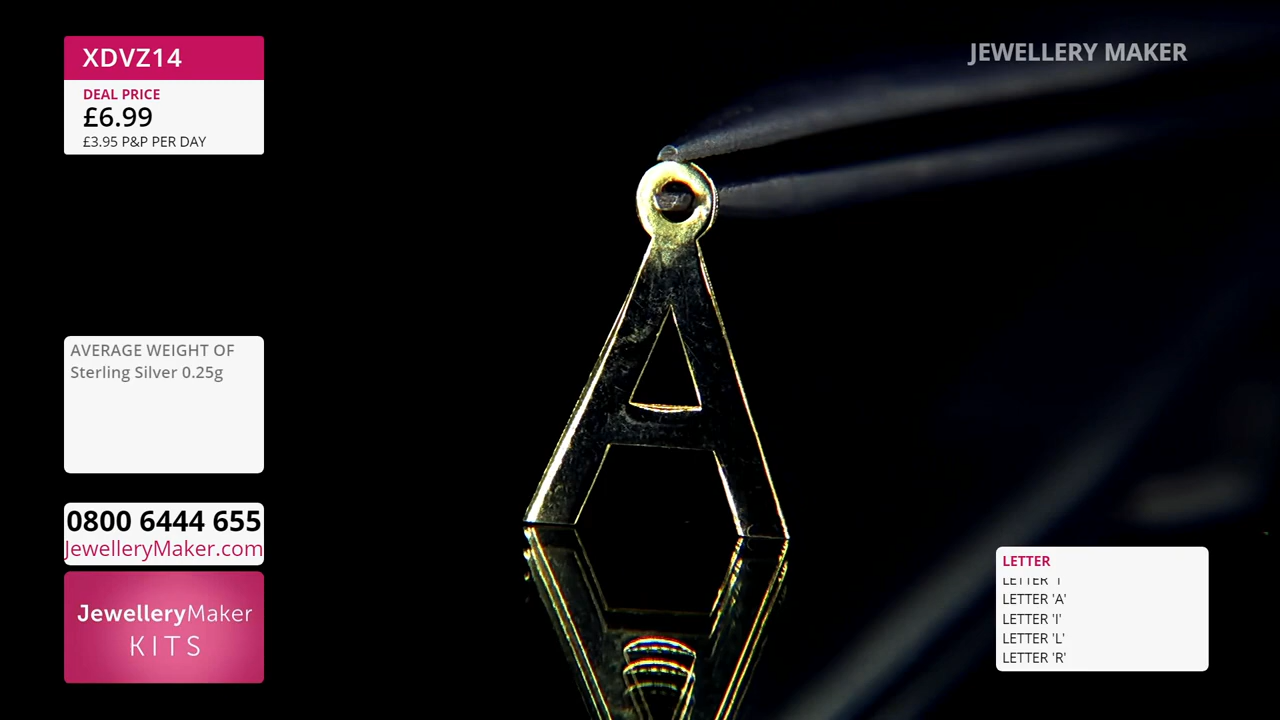 XDVZ14
DEAL PRICE
£6.99
£3.95 P&P PER DAY
JEWELLERY MAKER
A
AVERAGE WEIGHT OF
Sterling Silver 0.25g
0800 6444 655
JewelleryMaker.com
JewelleryMaker
KITS
LETTER
LETTER 'A'
LETTER 'I'
LETTER 'L'
LETTER 'R'